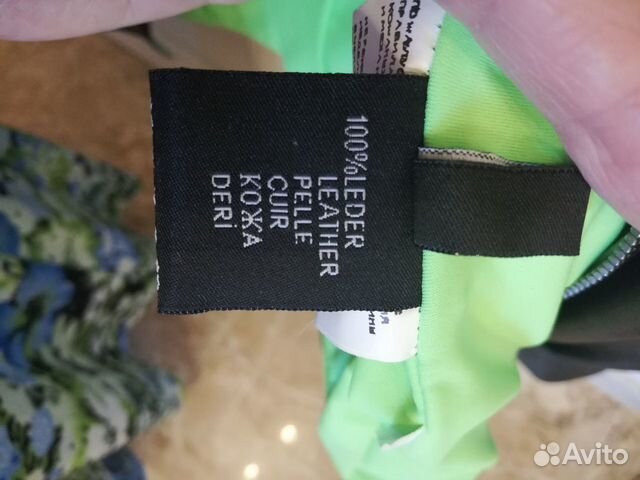 100%LEDER
LEATHER
PELLE
CUIR
КОЖА
DERİ
Avito